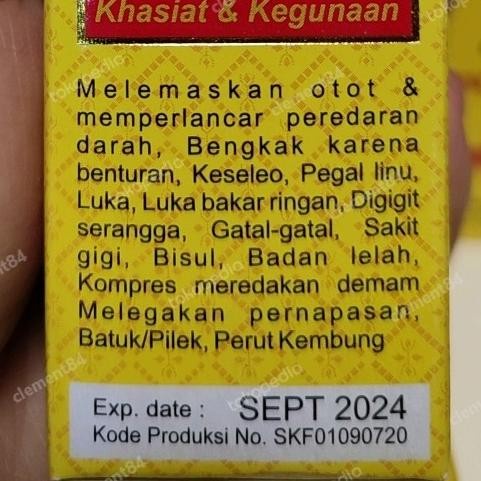 Khasiat & Kegunaan
Melemaskan otot &
memperlancar peredaran
darah, Bengkak karena
benturan, Keseleo, Pegal linu,
Luka, Luka bakar ringan, Digigit
serangga, Gatal-gatal, Sakit
gigi, Bisul, Badan lelah,
Kompres meredakan demam
Melegakan pernapasan,
Batuk/Pilek, Perut Kembung
Exp. date : SEPT 2024
Kode Produksi No. SKF01090720
tokopedia
clement84